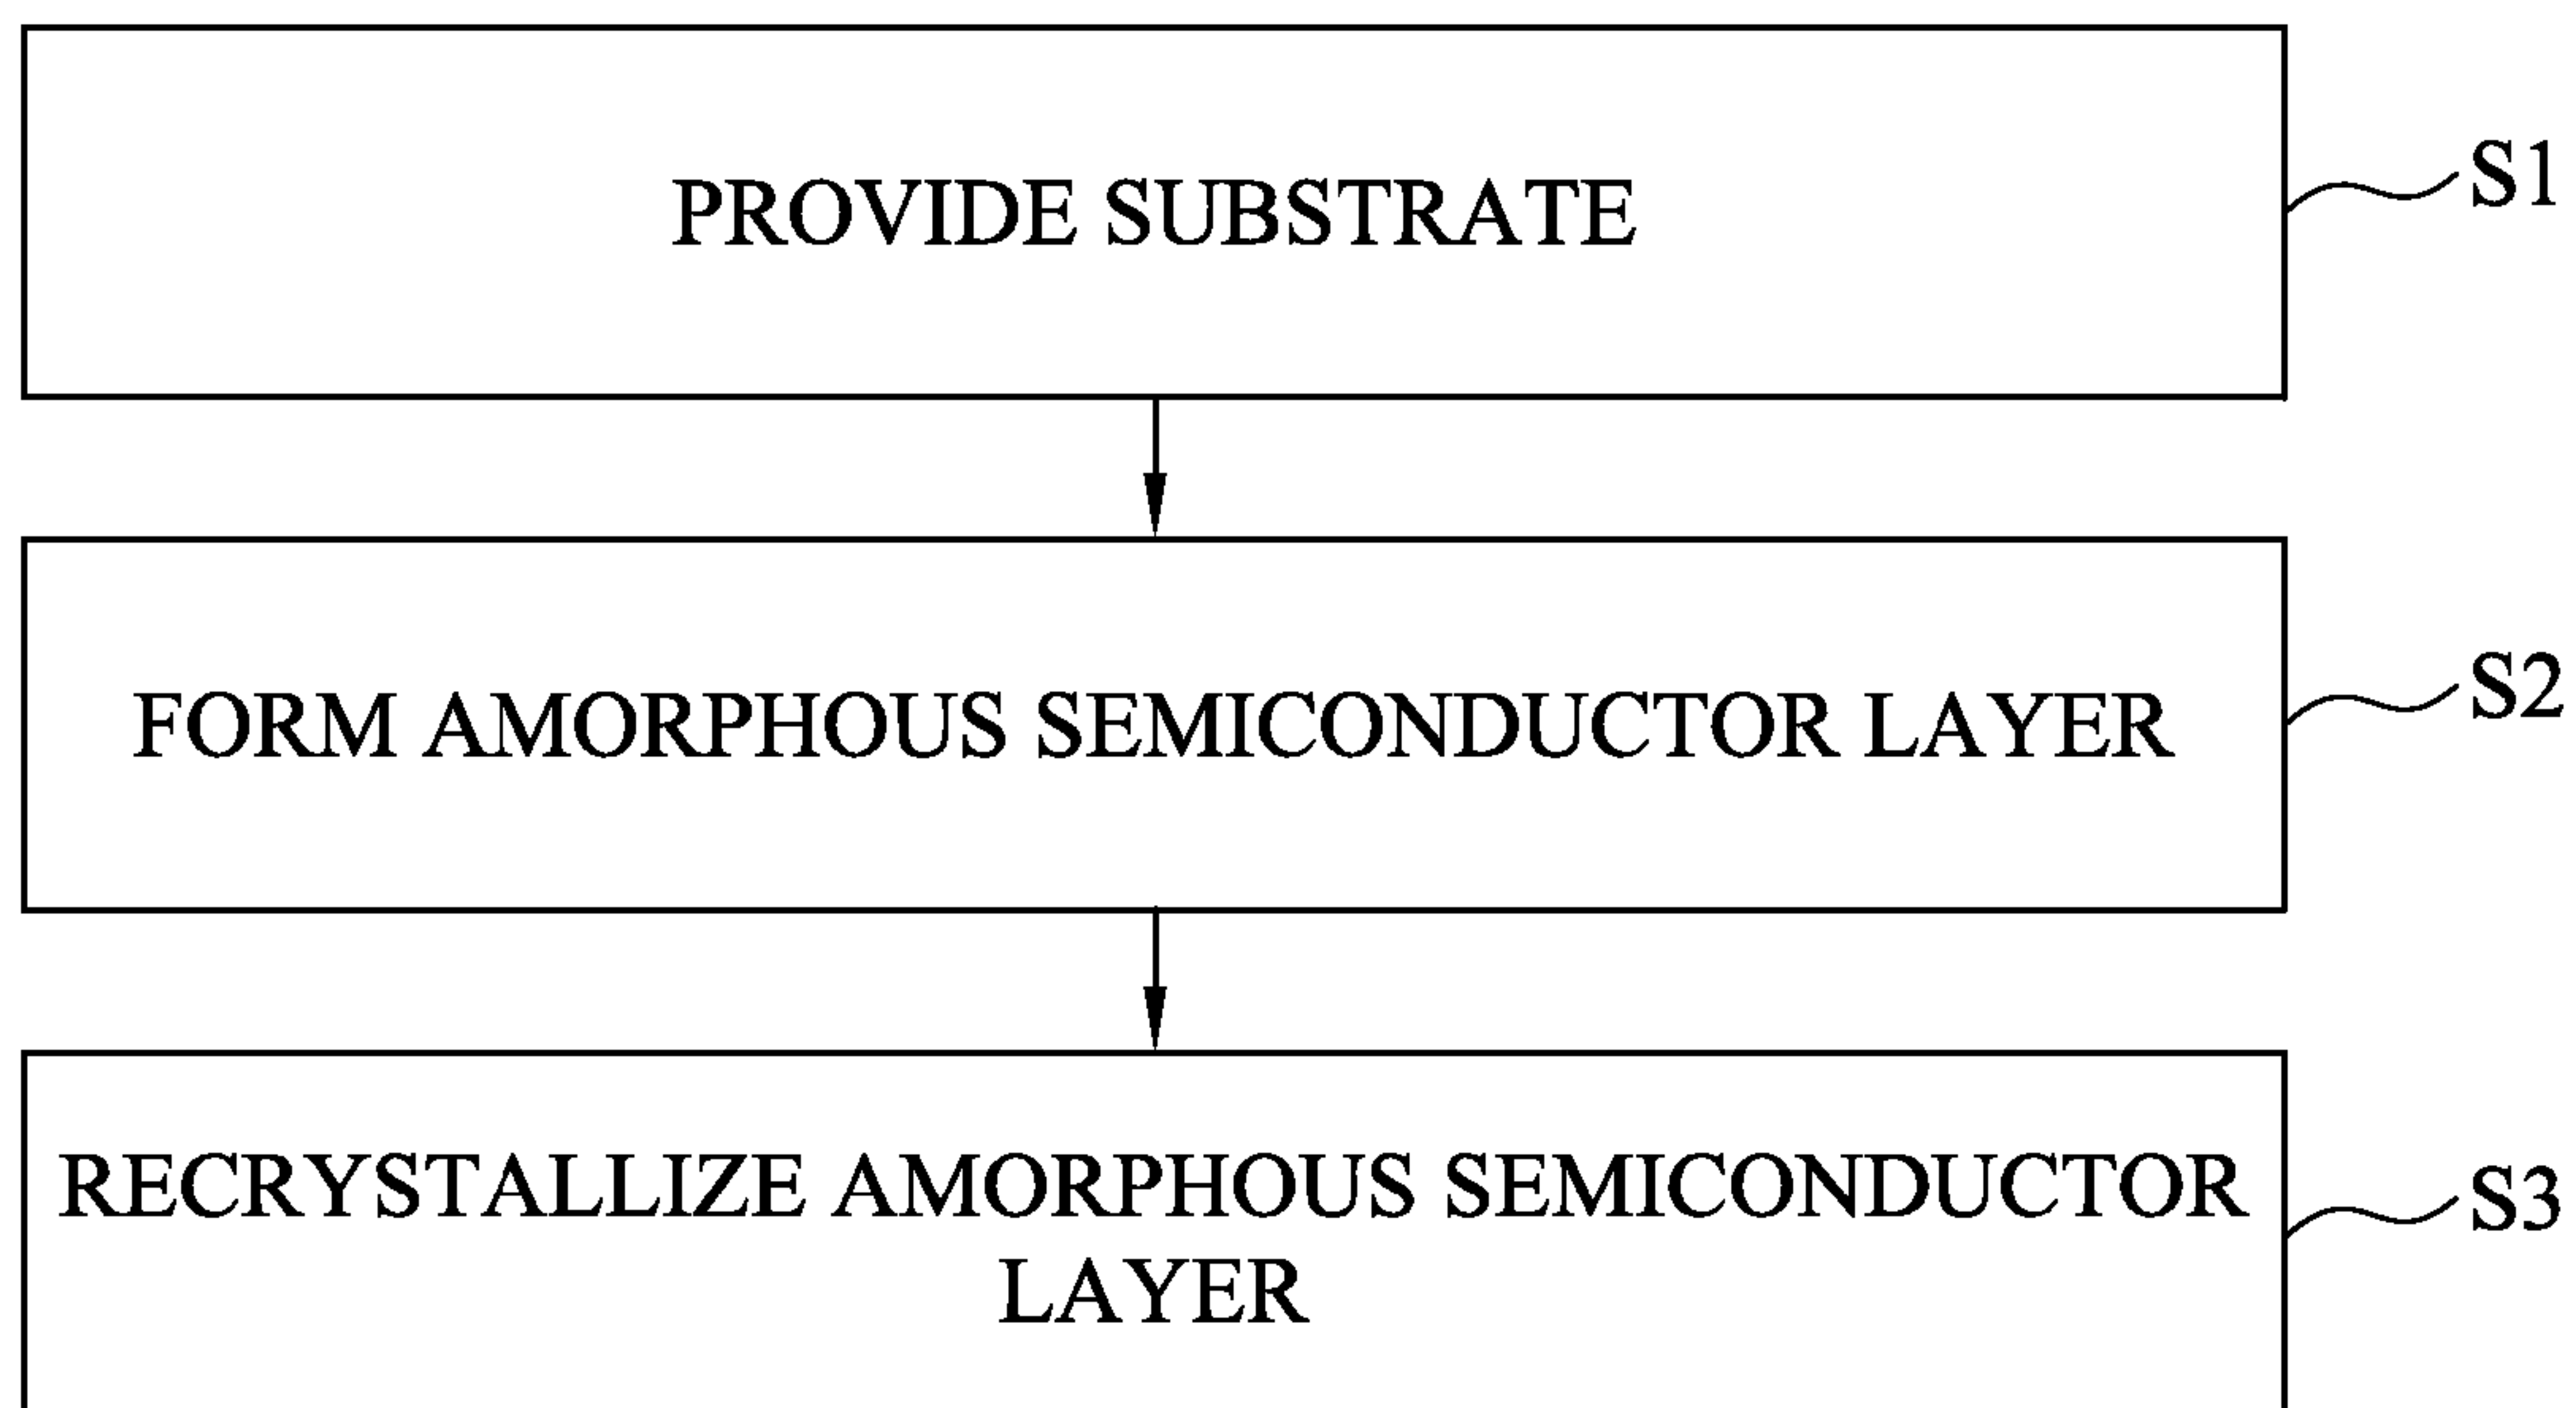 PROVIDE SUBSTRATE
S1
FORM AMORPHOUS SEMICONDUCTOR LAYER
S2
RECRYSTALLIZE AMORPHOUS SEMICONDUCTOR
LAYER
S3